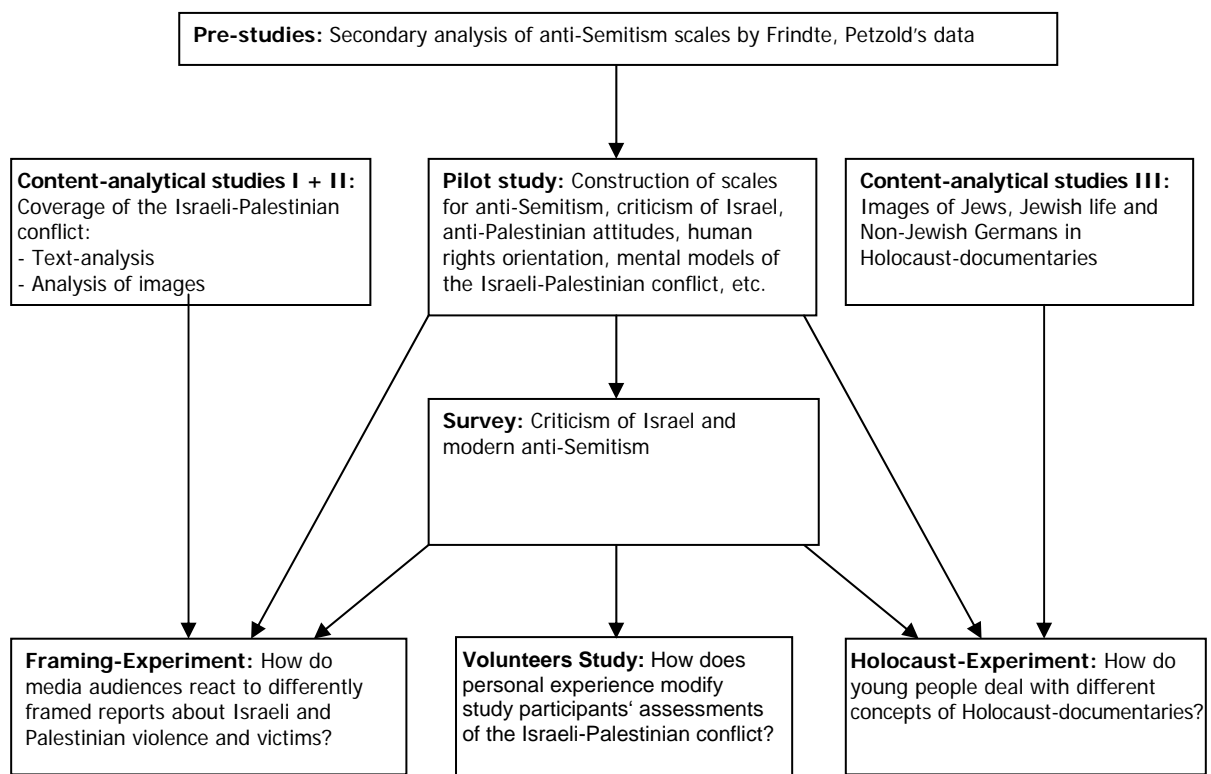 Pre-studies: Secondary analysis of anti-Semitism scales by Frindte, Petzold's data
Content-analytical studies I + II:
Coverage of the Israeli-Palestinian
conflict:
- Text-analysis
- Analysis of images
Pilot study: Construction of scales
for anti-Semitism, criticism of Israel,
anti-Palestinian attitudes, human
rights orientation, mental models of
the Israeli-Palestinian conflict, etc.
Content-analytical studies III:
Images of Jews, Jewish life and
Non-Jewish Germans in
Holocaust-documentaries
Survey: Criticism of Israel and
modern anti-Semitism
Framing-Experiment: How do
media audiences react to differently
framed reports about Israeli and
Palestinian violence and victims?
Volunteers Study: How does
personal experience modify
study participants‘ assessments
of the Israeli-Palestinian conflict?
Holocaust-Experiment: How do
young people deal with different
concepts of Holocaust-documentaries?